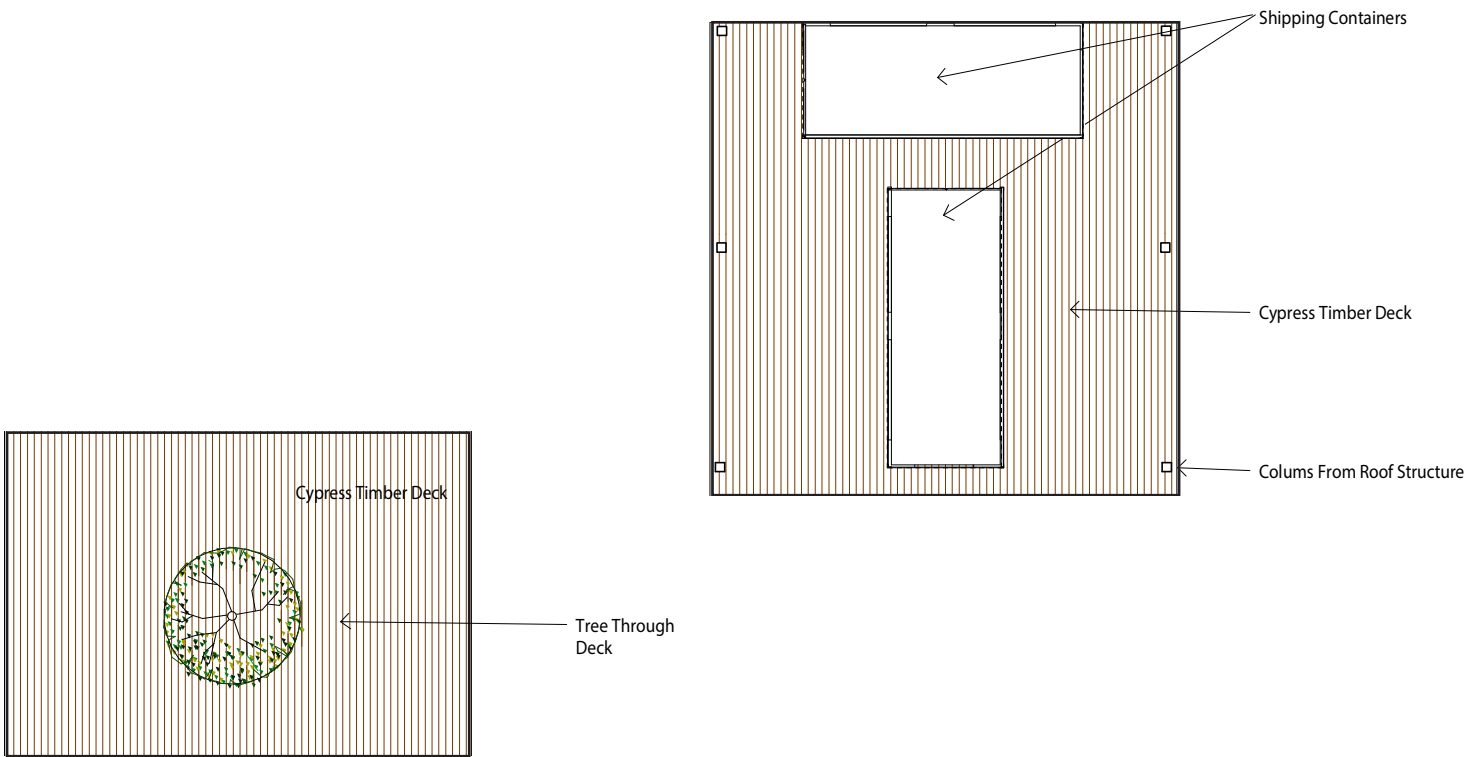 Shipping Containers
Cypress Timber Deck
Colums From Roof Structure
Cypress Timber Deck
Tree Through
Deck